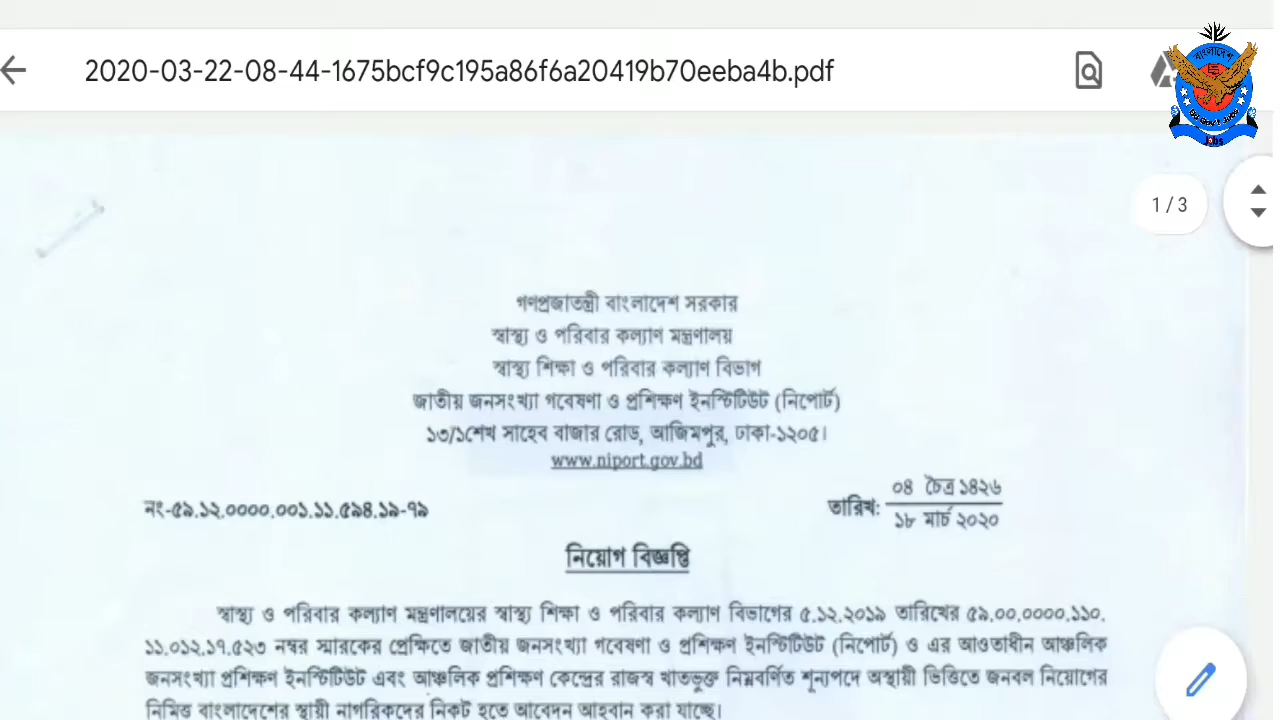 2020-03-22-08-44-1675bcf9c195a86f6a20419b70eeba4b.pdf
বাংলাদেশ
Jobs
1 / 3
গণপ্রজাতন্ত্রী বাংলাদেশ সরকার
স্বাস্থ্য ও পরিবার কল্যাণ মন্ত্রণালয়
স্বাস্থ্য শিক্ষা ও পরিবার কল্যাণ বিভাগ
জাতীয় জনসংখ্যা গবেষণা ও প্রশিক্ষণ ইনস্টিটিউট (নিপোর্ট)
১৩/১শেখ সাহেব বাজার রোড, আজিমপুর, ঢাকা-১২০৫।
www.niport.gov.bd
নং-৫৯.১২.০০০০.০০১.১১.৫৯৪.১৯-৭৯
০৪ চৈত্র ১৪২৬
তারিখ:
১৮ মার্চ ২০২০
নিয়োগ বিজ্ঞপ্তি
স্বাস্থ্য ও পরিবার কল্যাণ মন্ত্রণালয়ের স্বাস্থ্য শিক্ষা ও পরিবার কল্যাণ বিভাগের ৫.১২.২০১৯ তারিখের ৫৯.০০.০০০০.১১০.
১১.০১২.১৭.৫২৩ নম্বর স্মারকের প্রেক্ষিতে জাতীয় জনসংখ্যা গবেষণা ও প্রশিক্ষণ ইনস্টিটিউট (নিপোর্ট) ও এর আওতাধীন আঞ্চলিক
জনসংখ্যা প্রশিক্ষণ ইনস্টিটিউট এবং আঞ্চলিক প্রশিক্ষণ কেন্দ্রের রাজস্ব খাতভুক্ত নিম্নবর্ণিত শূন্যপদে অস্থায়ী ভিত্তিতে জনবল নিয়োগের
নিমিত্ত বাংলাদেশের স্থায়ী নাগরিকদের নিকট হতে আবেদন আহবান করা যাচ্ছে।